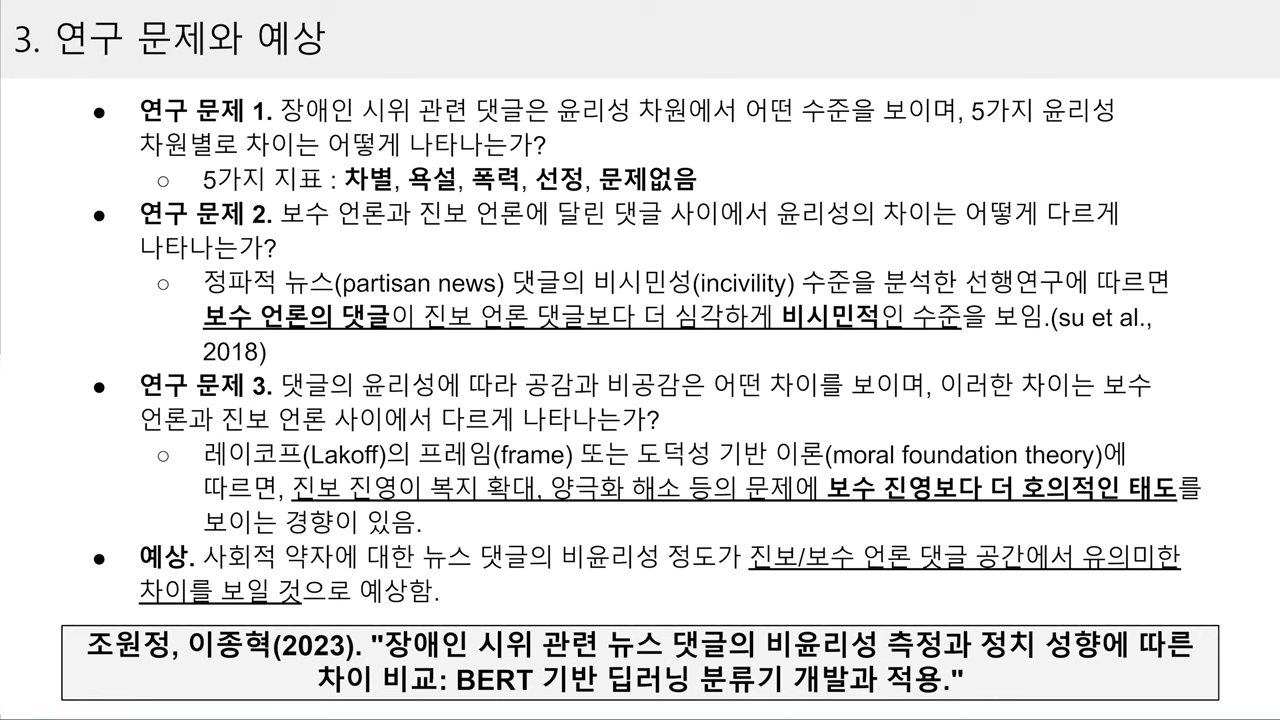 3. 연구 문제와 예상
● 연구 문제 1. 장애인 시위 관련 댓글은 윤리성 차원에서 어떤 수준을 보이며, 5가지 윤리성
차원별로 차이는 어떻게 나타나는가?
○ 5가지 지표 : 차별, 욕설, 폭력, 선정, 문제없음
● 연구 문제 2. 보수 언론과 진보 언론에 달린 댓글 사이에서 윤리성의 차이는 어떻게 다르게
나타나는가?
○ 정파적 뉴스(partisan news) 댓글의 비시민성(incivility) 수준을 분석한 선행연구에 따르면
보수 언론의 댓글이 진보 언론 댓글보다 더 심각하게 비시민적인 수준을 보임.(su et al.,
2018)
● 연구 문제 3. 댓글의 윤리성에 따라 공감과 비공감은 어떤 차이를 보이며, 이러한 차이는 보수
언론과 진보 언론 사이에서 다르게 나타나는가?
○ 레이코프(Lakoff)의 프레임(frame) 또는 도덕성 기반 이론(moral foundation theory)에
따르면, 진보 진영이 복지 확대, 양극화 해소 등의 문제에 보수 진영보다 더 호의적인 태도를
보이는 경향이 있음.
● 예상. 사회적 약자에 대한 뉴스 댓글의 비윤리성 정도가 진보/보수 언론 댓글 공간에서 유의미한
차이를 보일 것으로 예상함.
조원정, 이종혁(2023). "장애인 시위 관련 뉴스 댓글의 비윤리성 측정과 정치 성향에 따른
차이 비교: BERT 기반 딥러닝 분류기 개발과 적용."